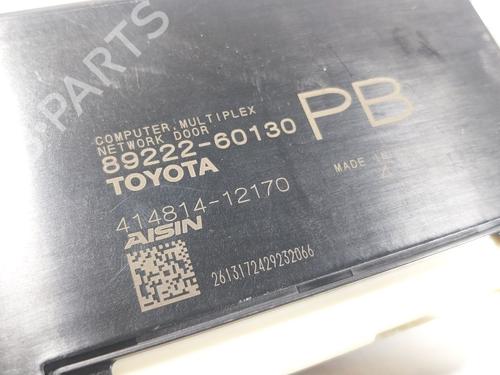 PARTS
COMPUTER, MULTIPLEX
NETWORK DOOR
89222-60130
PB
TOYOTA
MADE
414814-12170
AISIN
2613172429232066